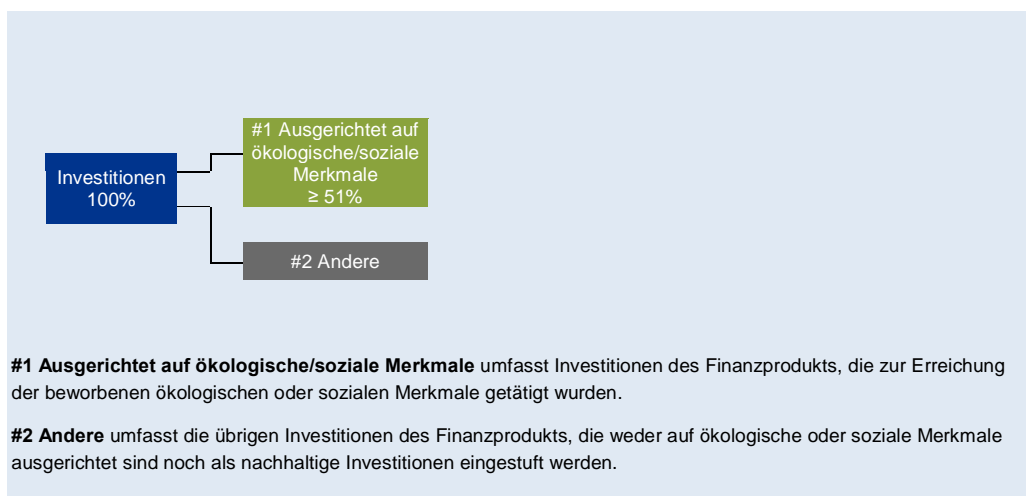 #1 Ausgerichtet auf
ökologische/soziale
Merkmale
≥ 51%
Investitionen
100%
#2 Andere
#1 Ausgerichtet auf ökologische/soziale Merkmale umfasst Investitionen des Finanzprodukts, die zur Erreichung
der beworbenen ökologischen oder sozialen Merkmale getätigt wurden.
#2 Andere umfasst die übrigen Investitionen des Finanzprodukts, die weder auf ökologische oder soziale Merkmale
ausgerichtet sind noch als nachhaltige Investitionen eingestuft werden.